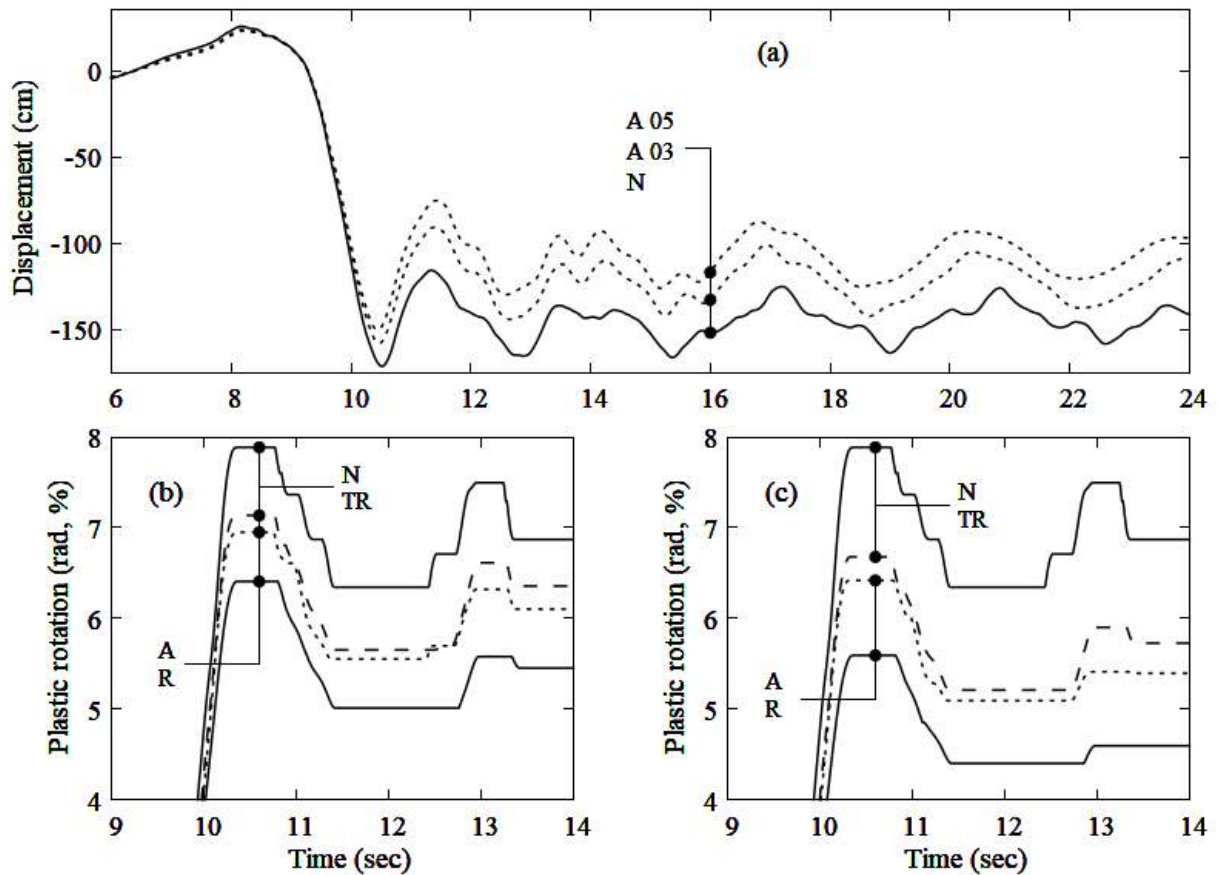 (a)
Displacement (cm)
0
-50
-100
-150
A 05
A 03
N
6 8 10 12 14 16 18 20 22 24
(b)
Plastic rotation (rad, %)
8
7
6
5
4
N
TR
A
R
9 10 11 12 13 14
Time (sec)
(c)
Plastic rotation (rad, %)
8
7
6
5
4
N
TR
A
R
9 10 11 12 13 14
Time (sec)